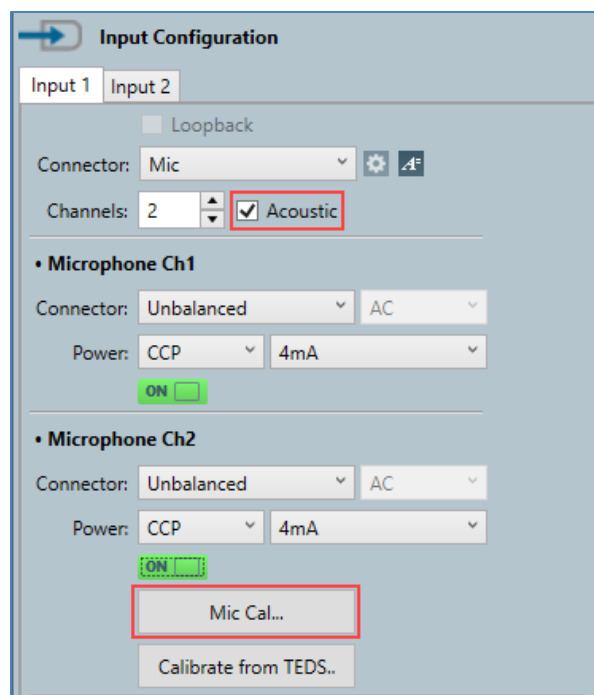 Input Configuration
Input 1 Input 2
Loopback
Connector: Mic
Channels: 2 Acoustic
• Microphone Ch1
Connector: Unbalanced AC
Power: CCP 4mA
ON
• Microphone Ch2
Connector: Unbalanced AC
Power: CCP 4mA
ON
Mic Cal...
Calibrate from TEDS..